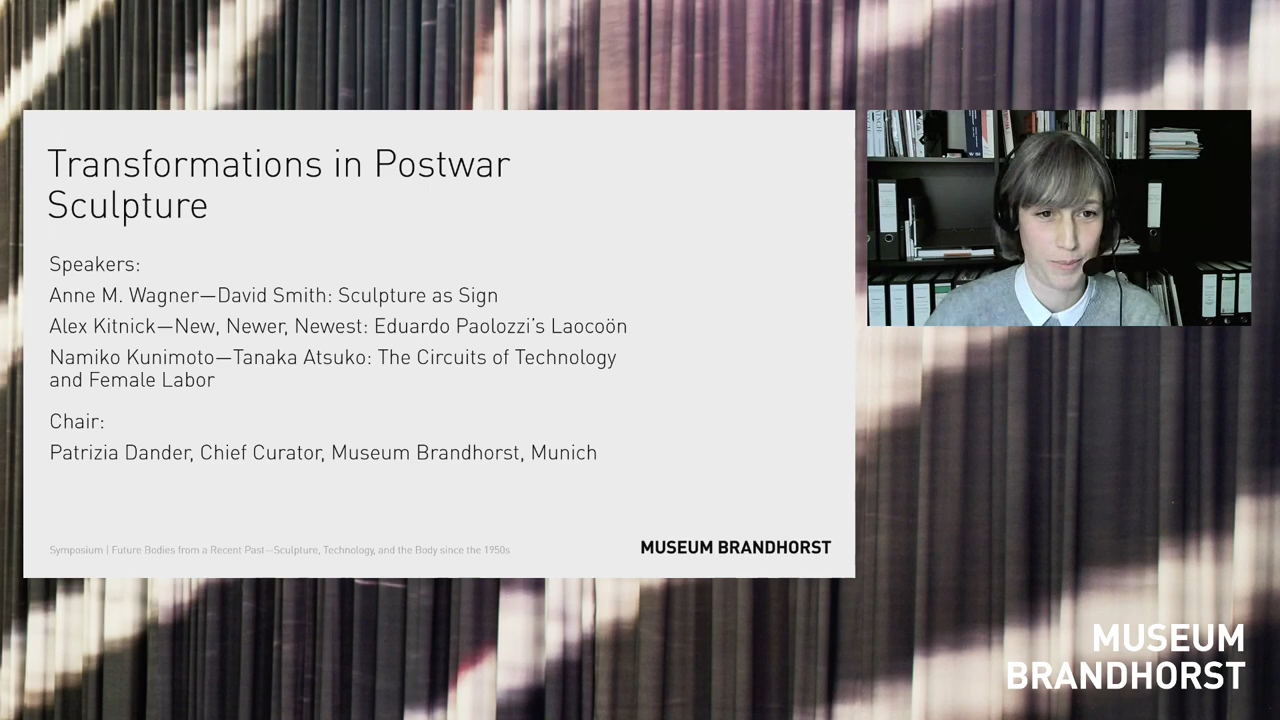 Transformations in Postwar
Sculpture
Speakers:
Anne M. Wagner—David Smith: Sculpture as Sign
Alex Kitnick—New, Newer, Newest: Eduardo Paolozzi’s Laocoön
Namiko Kunimoto—Tanaka Atsuko: The Circuits of Technology
and Female Labor
Chair:
Patrizia Dander, Chief Curator, Museum Brandhorst, Munich
Symposium | Future Bodies from a Recent Past—Sculpture, Technology, and the Body since the 1950s
MUSEUM BRANDHORST
MUSEUM
BRANDHORST